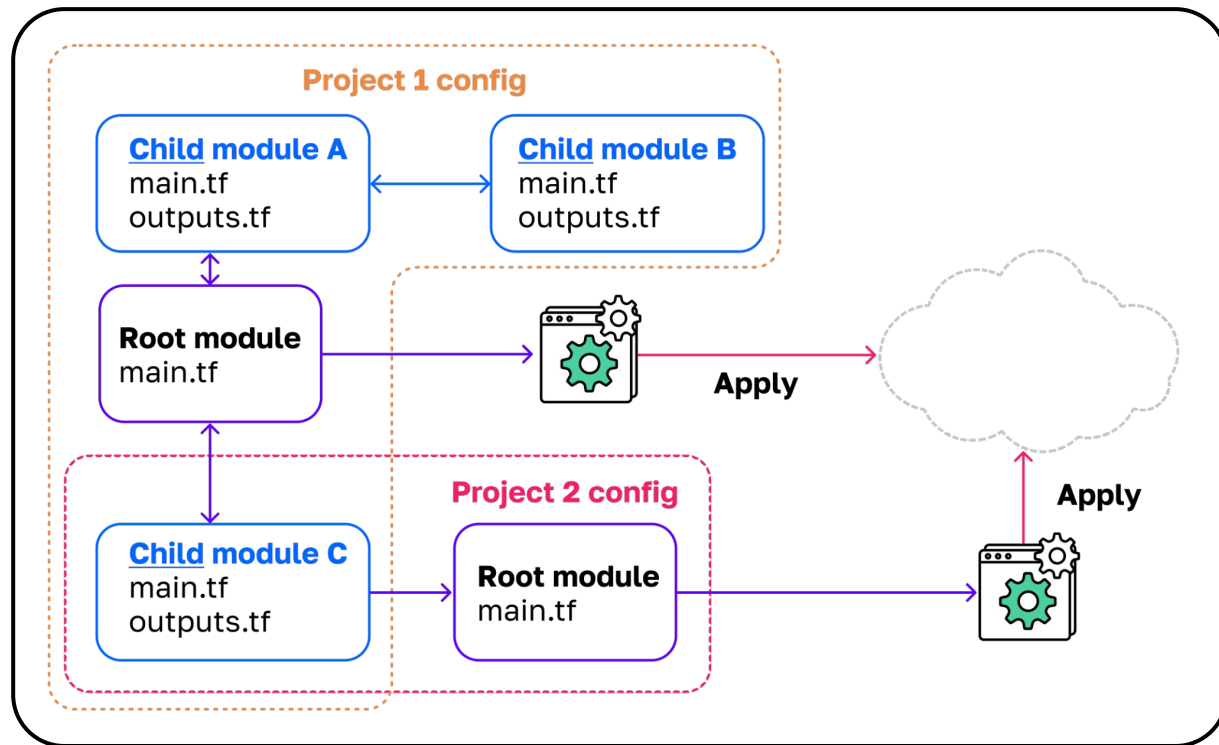 Project 1 config
Child module A
main.tf
outputs.tf
Child module B
main.tf
outputs.tf
Root module
main.tf
Apply
Project 2 config
Child module C
main.tf
outputs.tf
Root module
main.tf
Apply